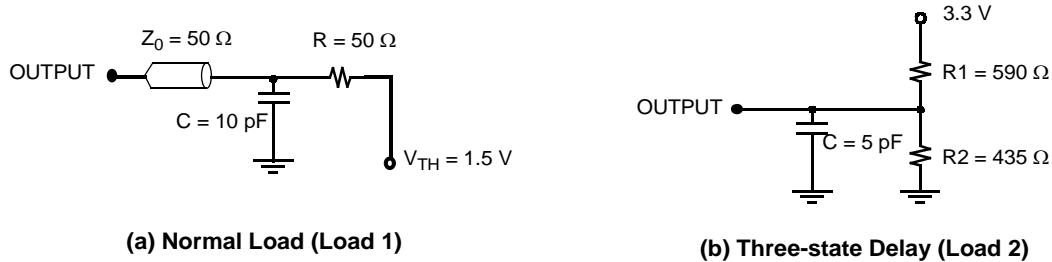 Z0 = 50 Ω
R = 50 Ω
OUTPUT
C = 10 pF
VTH = 1.5 V
(a) Normal Load (Load 1)
3.3 V
R1 = 590 Ω
OUTPUT
C = 5 pF
R2 = 435 Ω
(b) Three-state Delay (Load 2)